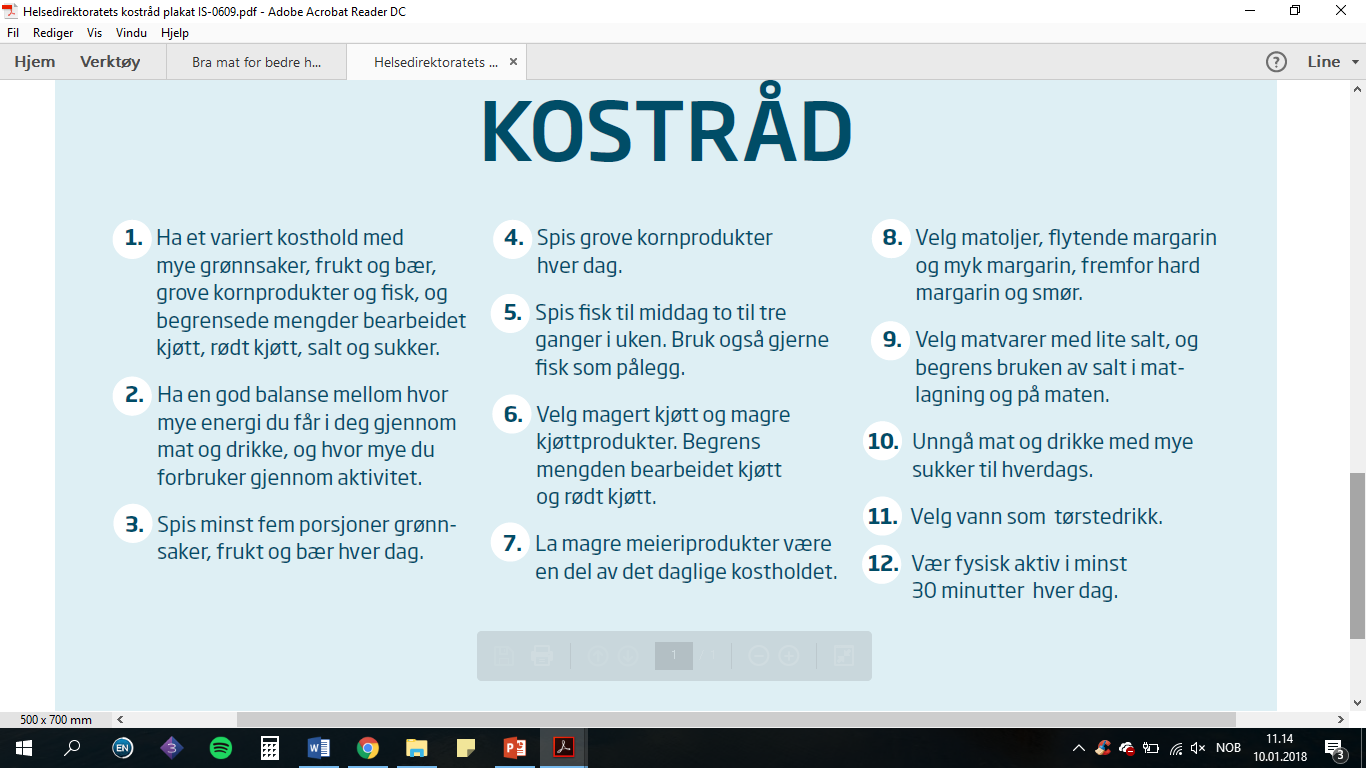 Helsedirektoratets kostråd plakat IS-0609.pdf - Adobe Acrobat Reader DC
Fil Rediger Vis Vindu Hjelp
Hjem Verktøy Bra mat for bedre h... Helsedirektoratets ... Line
KOSTRÅD
1. Ha et variert kosthold med
mye grønnsaker, frukt og bær,
grove kornprodukter og fisk, og
begrensede mengder bearbeidet
kjøtt, rødt kjøtt, salt og sukker.
2. Ha en god balanse mellom hvor
mye energi du får i deg gjennom
mat og drikke, og hvor mye du
forbruker gjennom aktivitet.
3. Spis minst fem porsjoner grønn-
saker, frukt og bær hver dag.
4. Spis grove kornprodukter
hver dag.
5. Spis fisk til middag to til tre
ganger i uken. Bruk også gjerne
fisk som pålegg.
6. Velg magert kjøtt og magre
kjøttprodukter. Begrens
mengden bearbeidet kjøtt
og rødt kjøtt.
7. La magre meieriprodukter være
en del av det daglige kostholdet.
8. Velg matoljer, flytende margarin
og myk margarin, fremfor hard
margarin og smør.
9. Velg matvarer med lite salt, og
begrens bruken av salt i mat-
lagning og på maten.
10. Unngå mat og drikke med mye
sukker til hverdags.
11. Velg vann som tørstedrikk.
12. Vær fysisk aktiv i minst
30 minutter hver dag.
1
500 x 700 mm
EN 3 NOB 11.14
10.01.2018 3